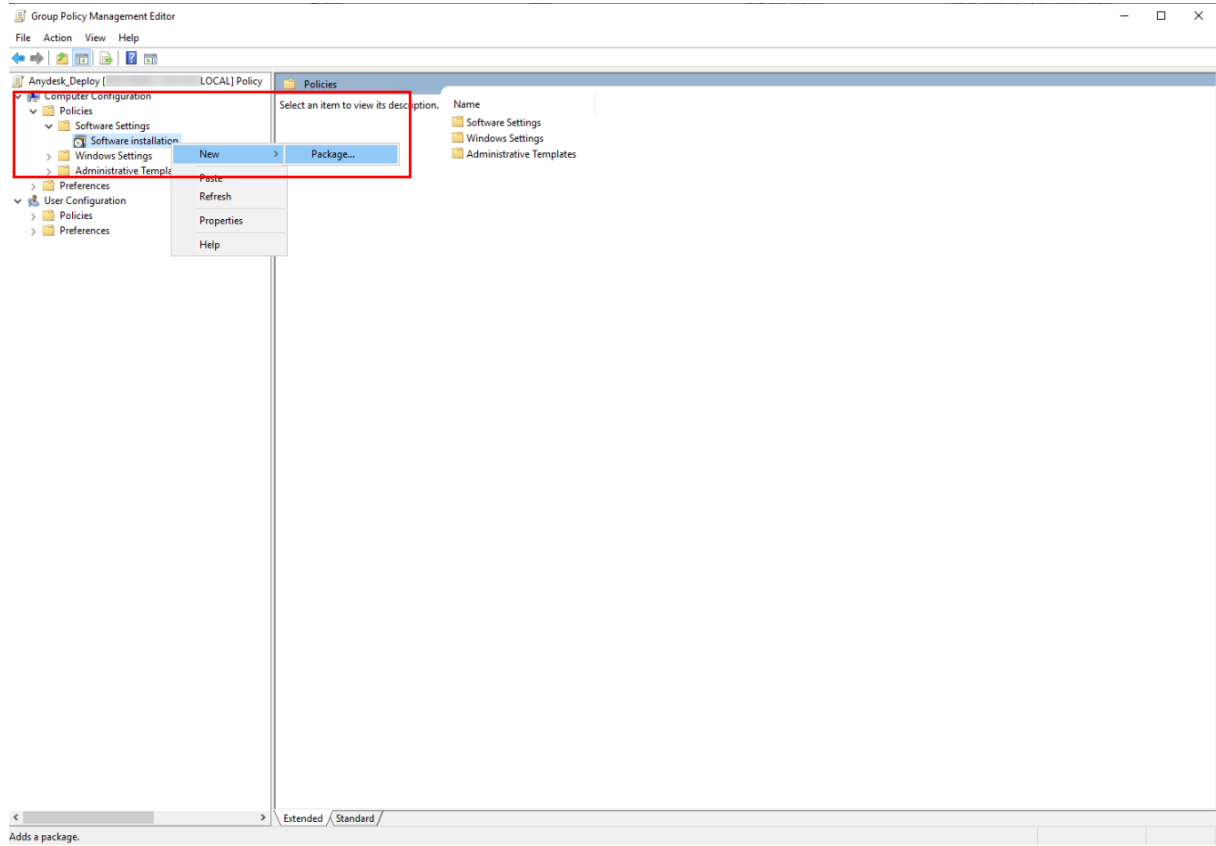 Group Policy Management Editor
File Action View Help
Anydesk_Deploy [ LOCAL] Policy
Computer Configuration
Policies
Software Settings
Software installation
Windows Settings
Administrative Templa
Preferences
User Configuration
Policies
Preferences
New
Package...
Paste
Refresh
Properties
Help
Policies
Select an item to view its description.
Name
Software Settings
Windows Settings
Administrative Templates
Extended
Standard
Adds a package.